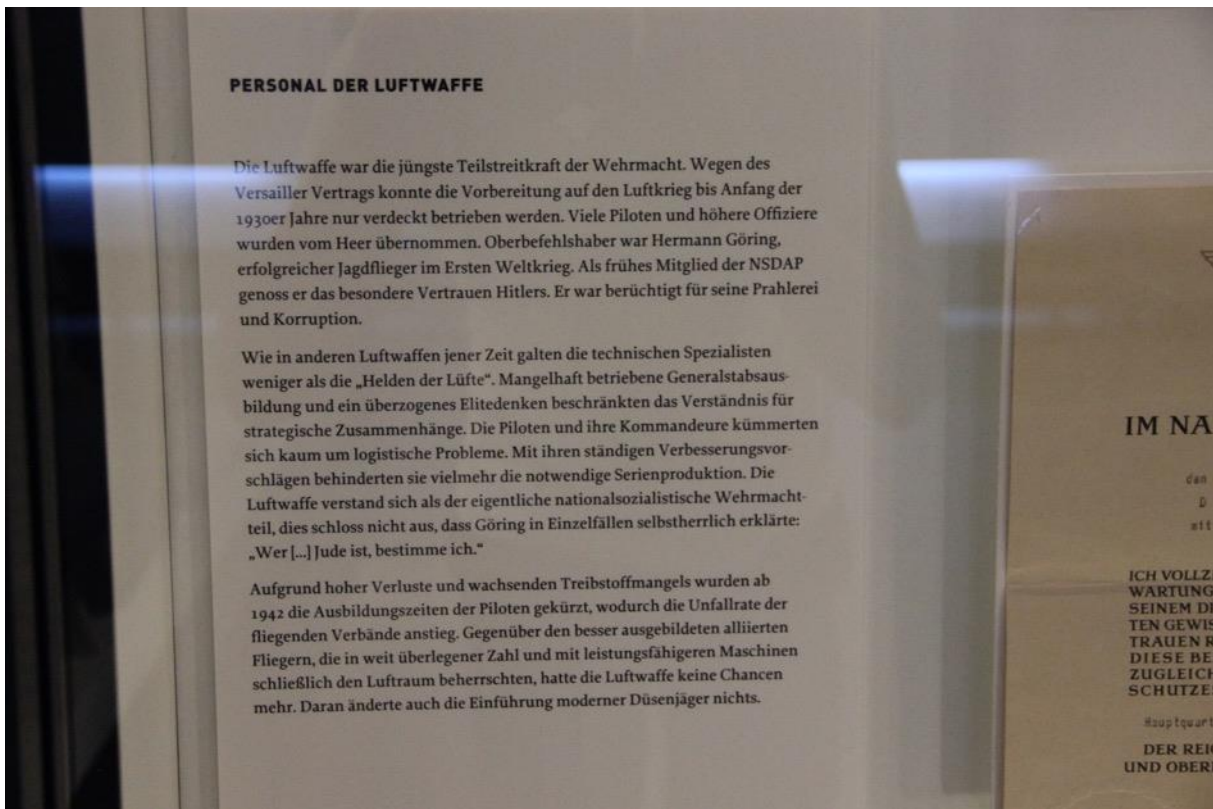 PERSONAL DER LUFTWAFFE
Die Luftwaffe war die jüngste Teilstreitkraft der Wehrmacht. Wegen des
Versailler Vertrags konnte die Vorbereitung auf den Luftkrieg bis Anfang der
1930er Jahre nur verdeckt betrieben werden. Viele Piloten und höhere Offiziere
wurden vom Heer übernommen. Oberbefehlshaber war Hermann Göring,
erfolgreicher Jagdflieger im Ersten Weltkrieg. Als frühes Mitglied der NSDAP
genoss er das besondere Vertrauen Hitlers. Er war berüchtigt für seine Prahlerei
und Korruption.
Wie in anderen Luftwaffen jener Zeit galten die technischen Spezialisten
weniger als die „Helden der Lüfte“. Mangelhaft betriebene Generalstabsaus-
bildung und ein überzogenes Elitedenken beschränkten das Verständnis für
strategische Zusammenhänge. Die Piloten und ihre Kommandeure kümmerten
sich kaum um logistische Probleme. Mit ihren ständigen Verbesserungsvor-
schlägen behinderten sie vielmehr die notwendige Serienproduktion. Die
Luftwaffe verstand sich als der eigentliche nationalsozialistische Wehrmacht-
teil, dies schloss nicht aus, dass Göring in Einzelfällen selbstherrlich erklärte:
„Wer [...] Jude ist, bestimme ich.“
Aufgrund hoher Verluste und wachsenden Treibstoffmangels wurden ab
1942 die Ausbildungszeiten der Piloten gekürzt, wodurch die Unfallrate der
fliegenden Verbände anstieg. Gegenüber den besser ausgebildeten alliierten
Fliegern, die in weit überlegener Zahl und mit leistungsfähigeren Maschinen
schließlich den Luftraum beherrschten, hatte die Luftwaffe keine Chancen
mehr. Daran änderte auch die Einführung moderner Düsenjäger nichts.
IM NA
den
D
mit
ICH VOLLZ
WARTUNG
SEINEM DI
TEN GEWIS
TRAUEN R
DIESE BE
ZUGLEICH
SCHUTZE
Hauptquart
DER REI
UND OBER